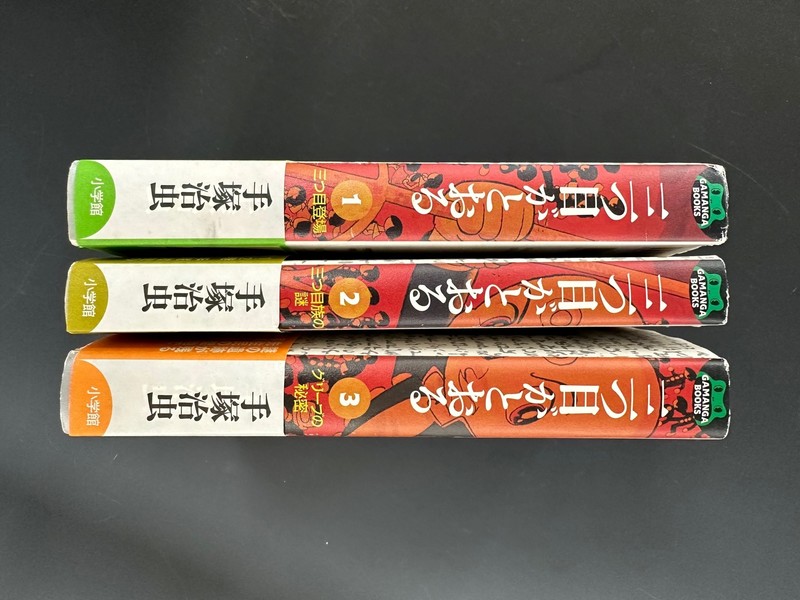 GAMANGA
BOOKS
三つ目がとおる
1
三つ目登場
手塚治虫
小学館
GAMANGA
BOOKS
三つ目がとおる
2
三つ目族の
謎
手塚治虫
小学館
GAMANGA
BOOKS
三つ目がとおる
3
グリーブの
秘密
手塚治虫
小学館